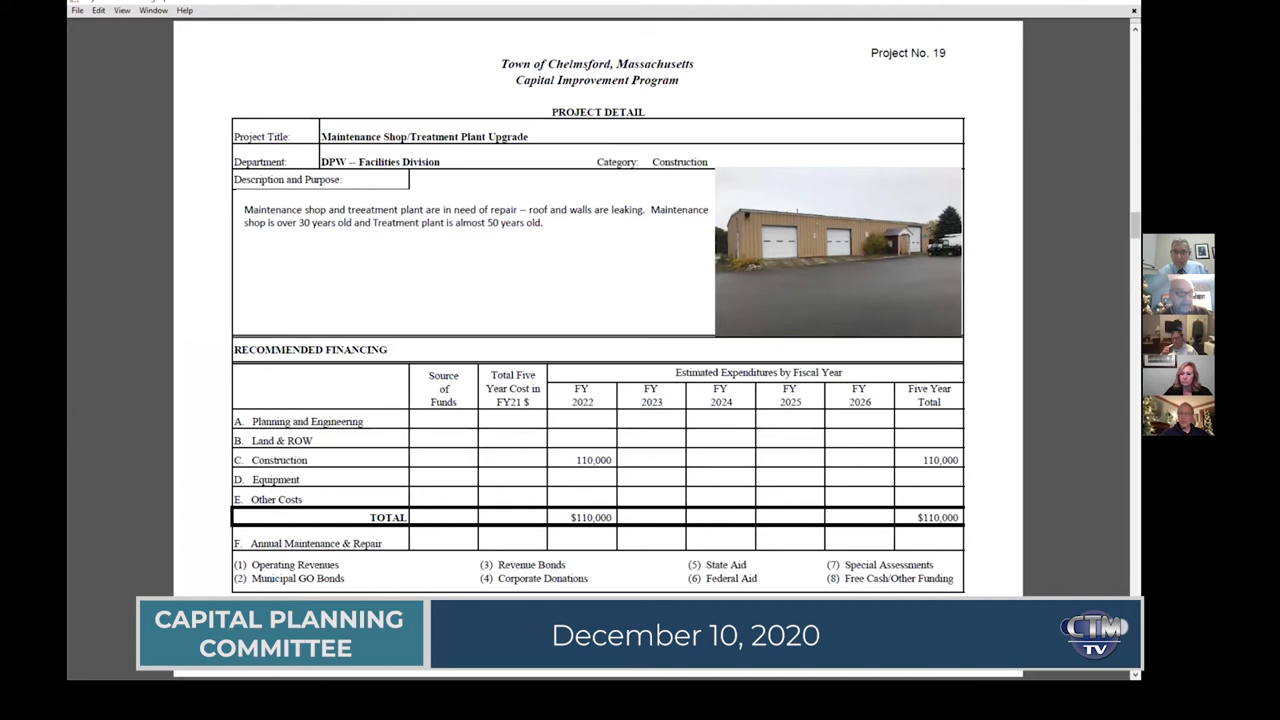 File Edit View Window Help
Project No. 19
Town of Chelmsford, Massachusetts
Capital Improvement Program
PROJECT DETAIL
Project Title: Maintenance Shop/Treatment Plant Upgrade
Department: DPW -- Facilities Division Category: Construction
Description and Purpose:
Maintenance shop and treeatment plant are in need of repair -- roof and walls are leaking. Maintenance
shop is over 30 years old and Treatment plant is almost 50 years old.
RECOMMENDED FINANCING
Source Total Five Estimated Expenditures by Fiscal Year
of Year Cost in FY FY FY FY FY Five Year
Funds FY21 $ 2022 2023 2024 2025 2026 Total
A. Planning and Engineering
B. Land & ROW
C. Construction 110,000 110,000
D. Equipment
E. Other Costs
TOTAL $110,000 $110,000
F. Annual Maintenance & Repair
(1) Operating Revenues (3) Revenue Bonds (5) State Aid (7) Special Assessments
(2) Municipal GO Bonds (4) Corporate Donations (6) Federal Aid (8) Free Cash/Other Funding
CAPITAL PLANNING
COMMITTEE
December 10, 2020
CTM
TV